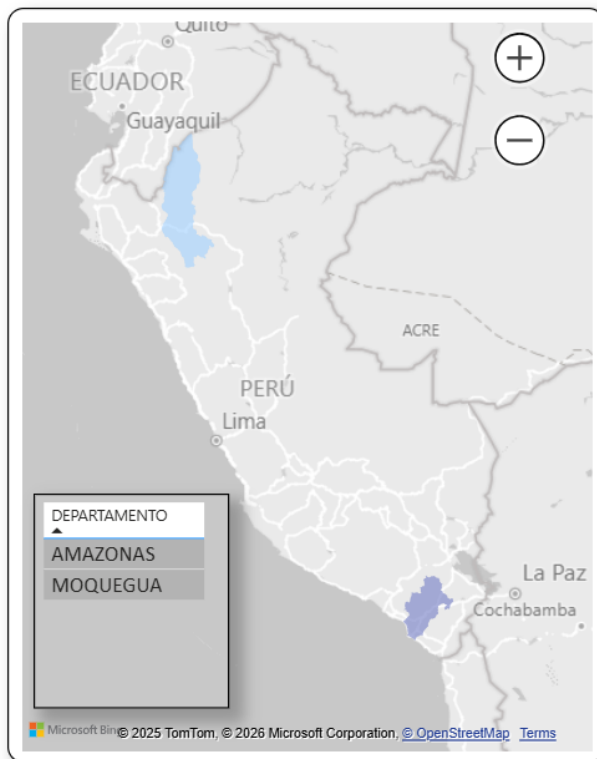 Quito
ECUADOR
Guayaquil
ACRE
PERÚ
Lima
DEPARTAMENTO
AMAZONAS
MOQUEGUA
La Paz
Cochabamba
Microsoft Bing
© 2025 TomTom, © 2026 Microsoft Corporation, © OpenStreetMap Terms